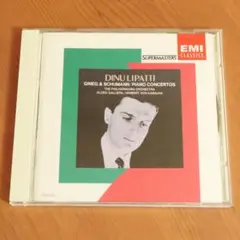 SUPERMASTERS
EMI
CLASSICS
DINU LIPATTI
GRIEG & SCHUMANN: PIANO CONCERTOS
THE PHILHARMONIA ORCHESTRA
ALCEO GALLIERA, HERBERT VON KARAJAN